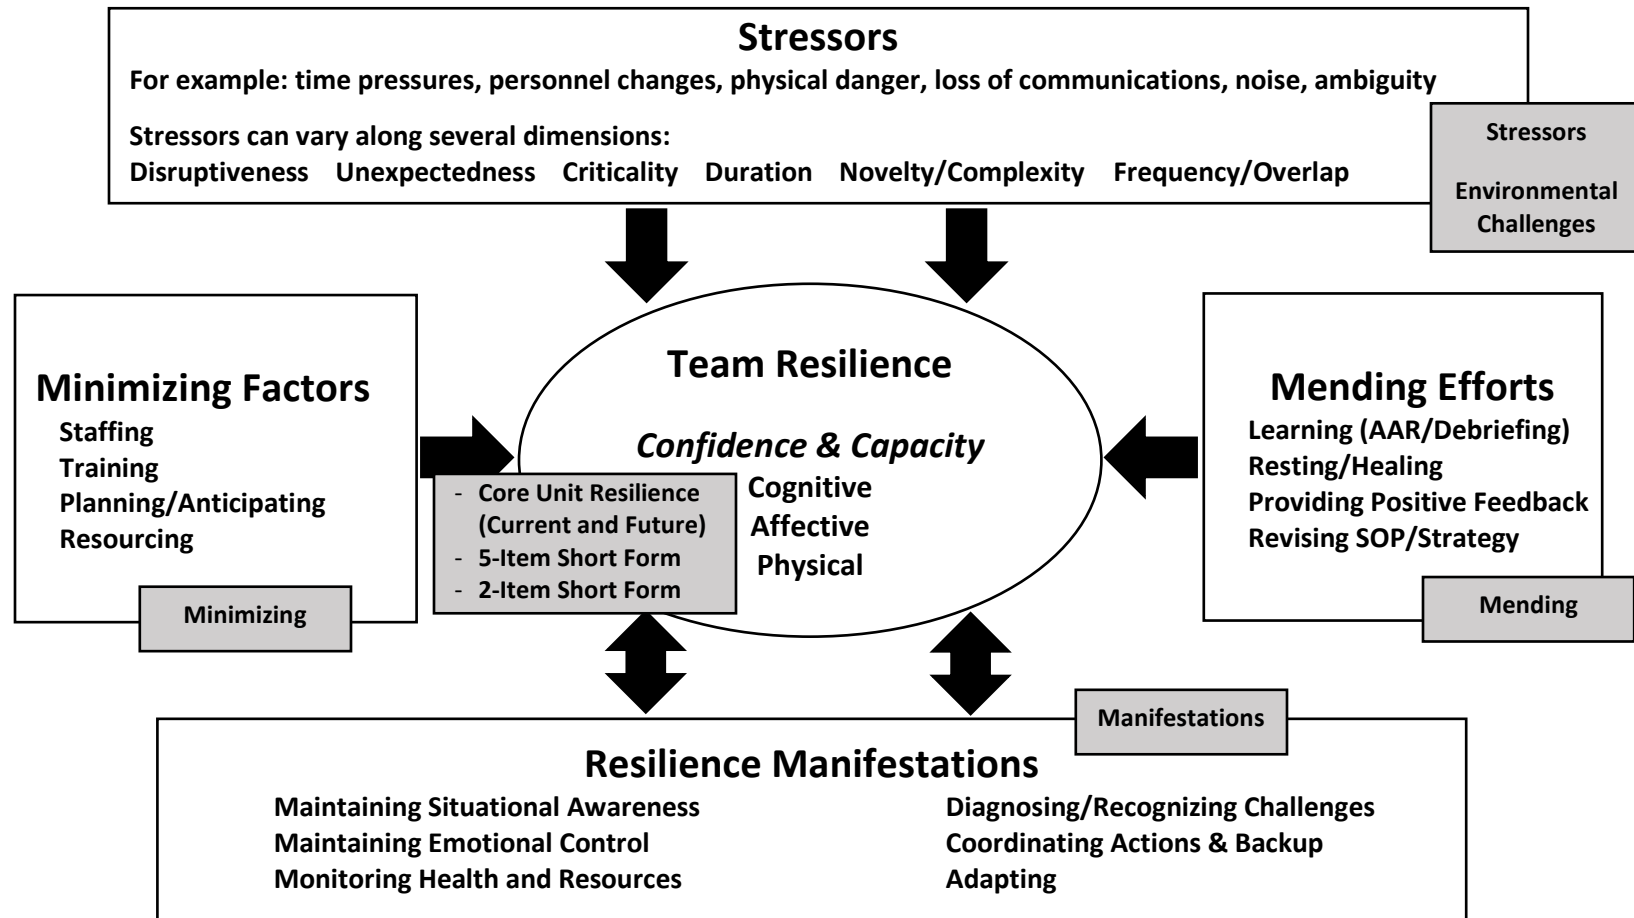 Stressors
For example: time pressures, personnel changes, physical danger, loss of communications, noise, ambiguity
Stressors can vary along several dimensions:
Disruptiveness Unexpectedness Criticality Duration Novelty/Complexity Frequency/Overlap
Stressors
Environmental
Challenges
Minimizing Factors
Staffing
Training
Planning/Anticipating
Resourcing
Minimizing
Team Resilience
Confidence & Capacity
Cognitive
Affective
Physical
- Core Unit Resilience
(Current and Future)
- 5-Item Short Form
- 2-Item Short Form
Mending Efforts
Learning (AAR/Debriefing)
Resting/Healing
Providing Positive Feedback
Revising SOP/Strategy
Mending
Manifestations
Resilience Manifestations
Maintaining Situational Awareness
Maintaining Emotional Control
Monitoring Health and Resources
Diagnosing/Recognizing Challenges
Coordinating Actions & Backup
Adapting